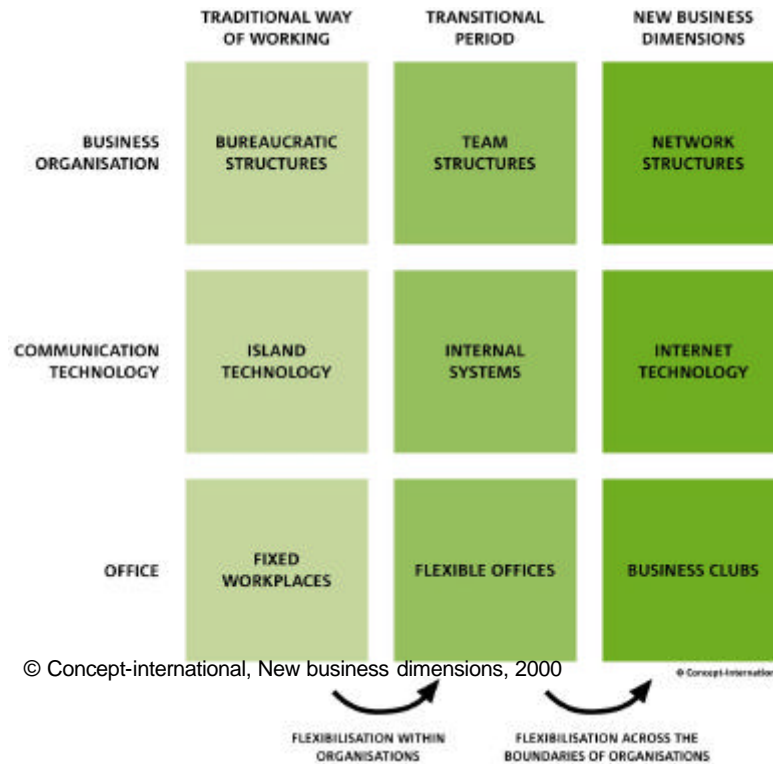 TRADITIONAL WAY
OF WORKING
TRANSITIONAL
PERIOD
NEW BUSINESS
DIMENSIONS
BUSINESS
ORGANISATION
BUREAUCRATIC
STRUCTURES
TEAM
STRUCTURES
NETWORK
STRUCTURES
COMMUNICATION
TECHNOLOGY
ISLAND
TECHNOLOGY
INTERNAL
SYSTEMS
INTERNET
TECHNOLOGY
OFFICE
FIXED
WORKPLACES
FLEXIBLE OFFICES
BUSINESS CLUBS
© Concept-international, New business dimensions, 2000
© Concept-Internation
FLEXIBILISATION WITHIN
ORGANISATIONS
FLEXIBILISATION ACROSS THE
BOUNDARIES OF ORGANISATIONS